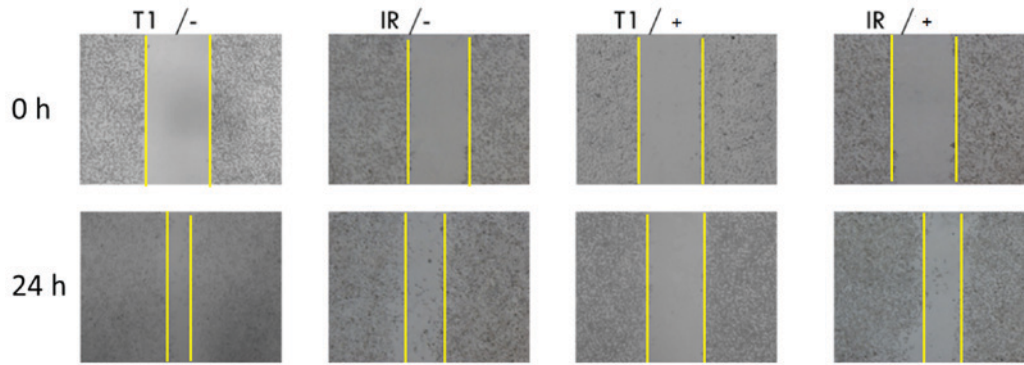 T1 /- IR /- T1 / + IR / +
0 h
24 h